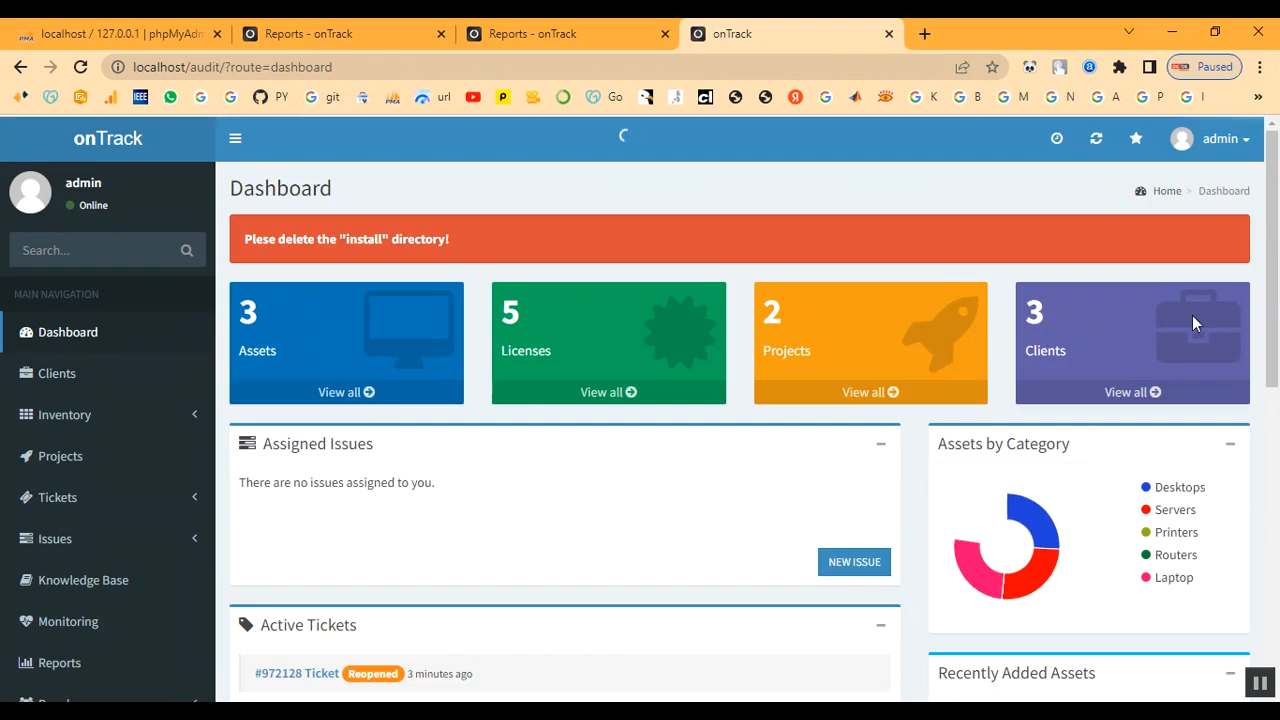 localhost / 127.0.0.1 | phpMyAdm
Reports - onTrack
Reports - onTrack
onTrack
localhost/audit/?route=dashboard
Paused
PY
git
url
Go
K
B
M
N
A
P
I
»
onTrack
admin
admin
Online
Search...
MAIN NAVIGATION
Dashboard
Clients
Inventory
Projects
Tickets
Issues
Knowledge Base
Monitoring
Reports
Dashboard
Home > Dashboard
Plese delete the "install" directory!
3
Assets
View all
5
Licenses
View all
2
Projects
View all
3
Clients
View all
Assigned Issues
There are no issues assigned to you.
NEW ISSUE
Assets by Category
Desktops
Servers
Printers
Routers
Laptop
Active Tickets
#972128 Ticket Reopened 3 minutes ago
Recently Added Assets